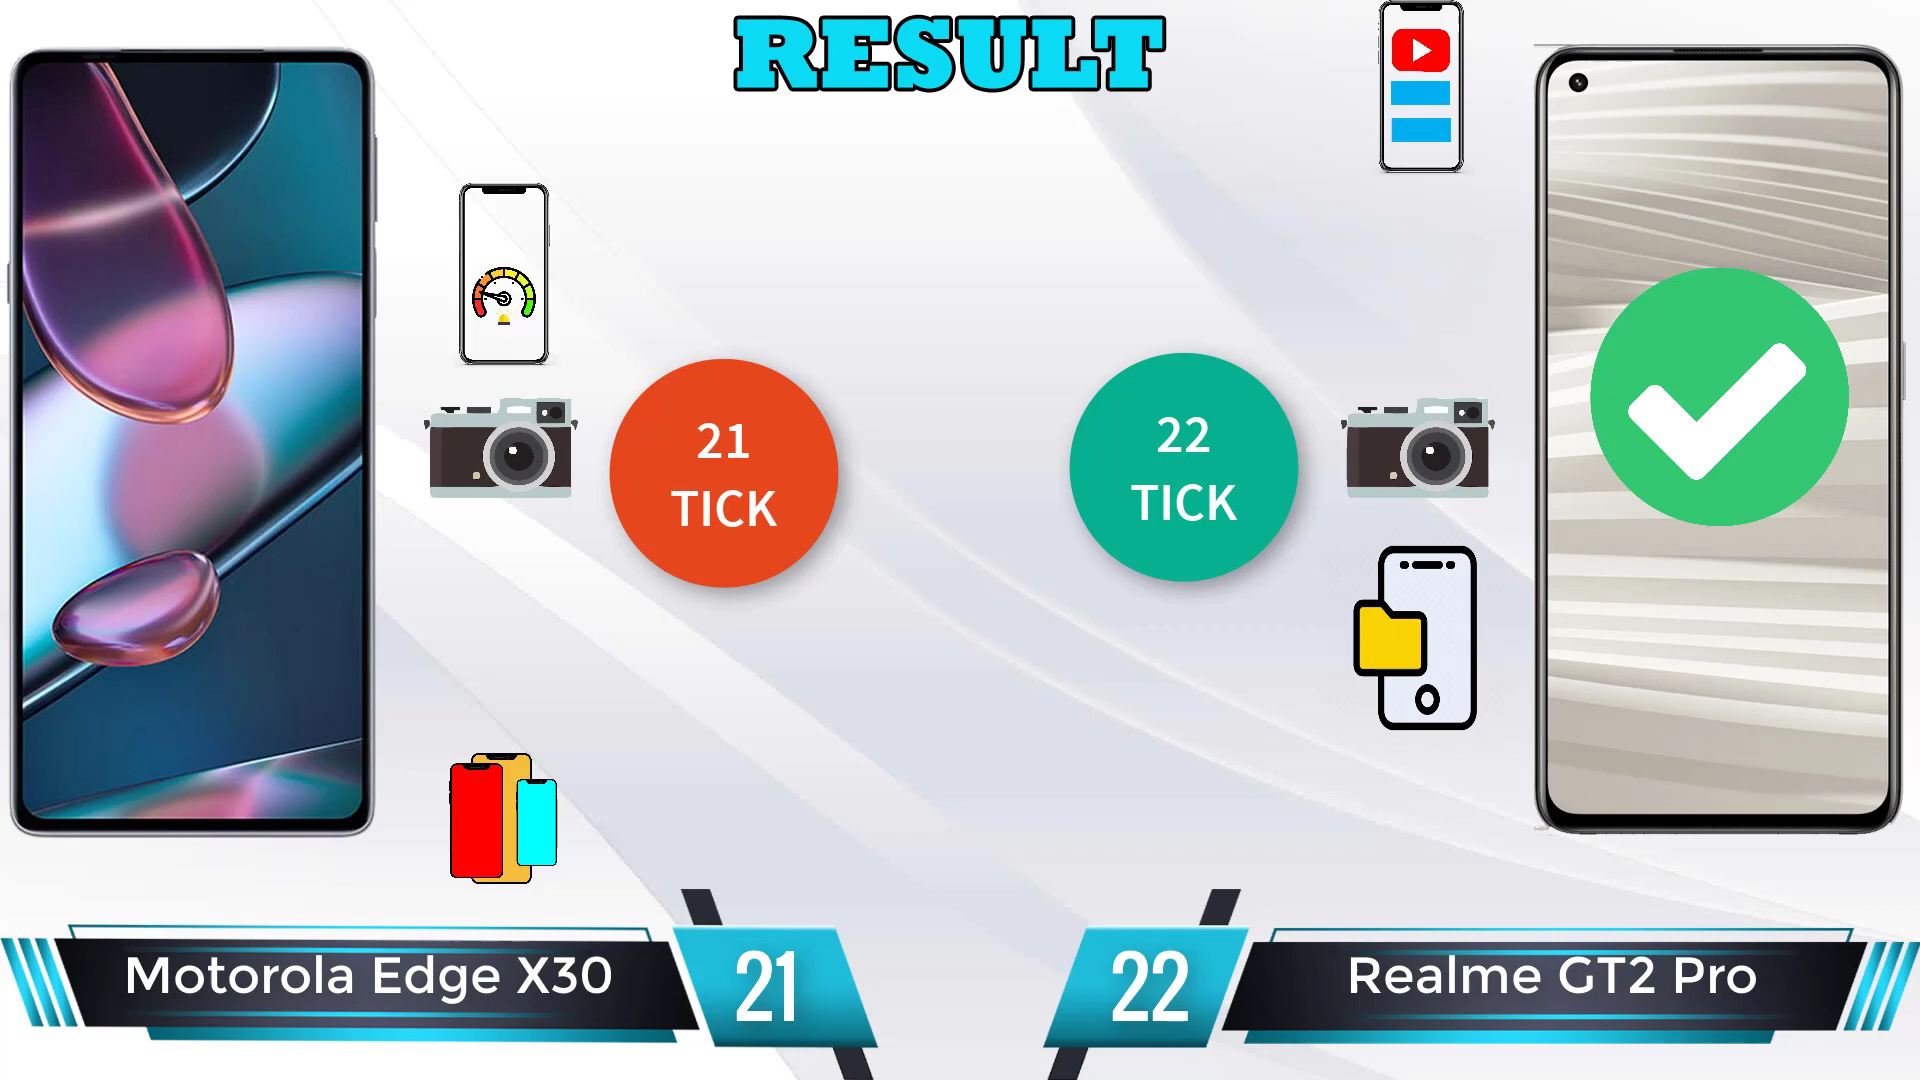 RESULT
21
TICK
22
TICK
Motorola Edge X30
21
22
Realme GT2 Pro